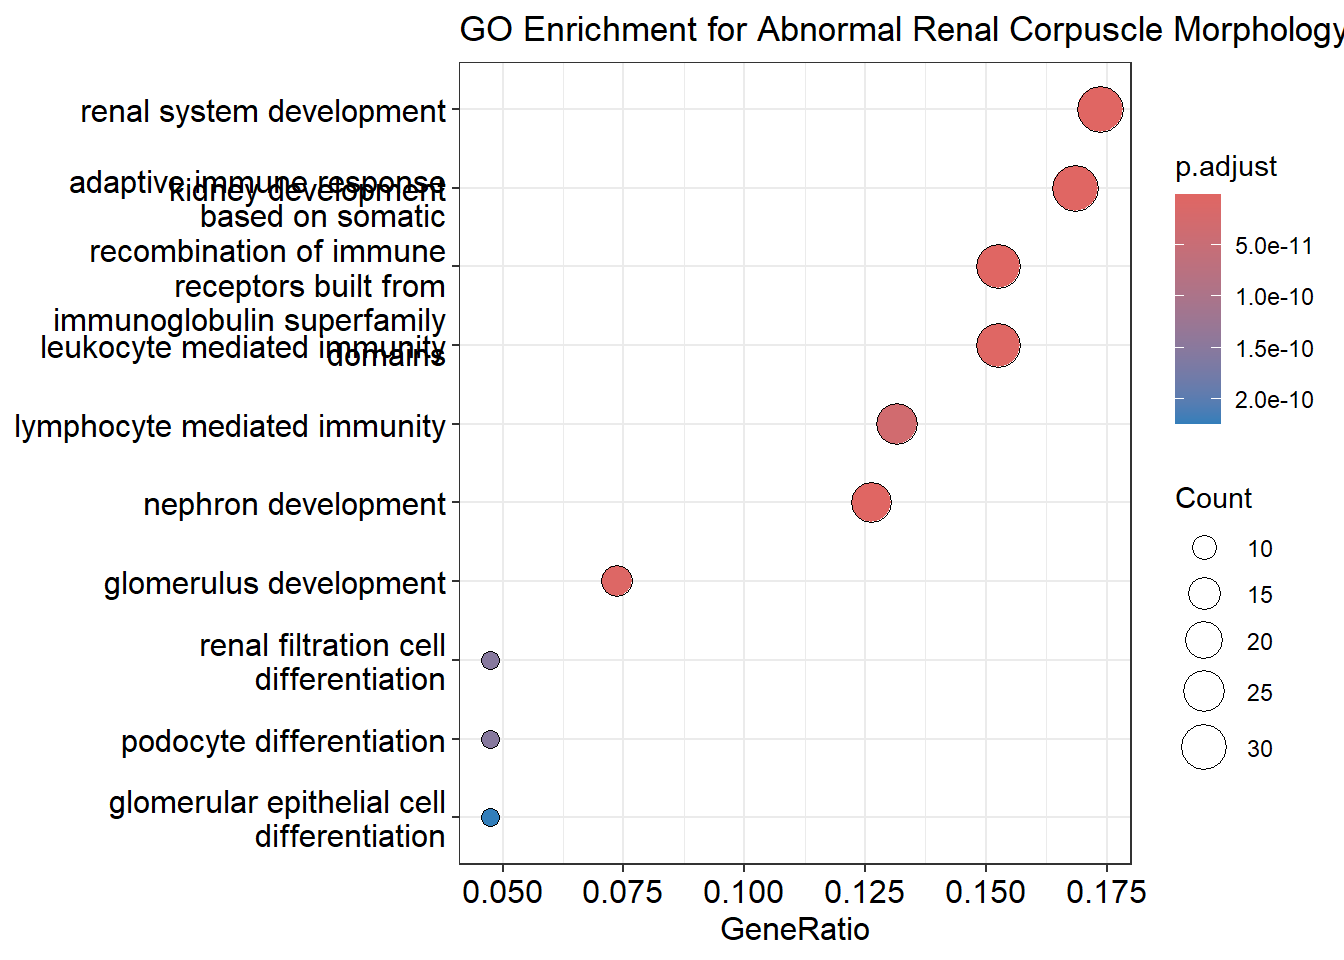 GO Enrichment for Abnormal Renal Corpuscle Morphology
renal system development
kidney development
adaptive immune response
based on somatic
recombination of immune
receptors built from
immunoglobulin superfamily
domains
leukocyte mediated immunity
lymphocyte mediated immunity
nephron development
glomerulus development
renal filtration cell
differentiation
podocyte differentiation
glomerular epithelial cell
differentiation
0.050 0.075 0.100 0.125 0.150 0.175
GeneRatio
p.adjust
5.0e-11
1.0e-10
1.5e-10
2.0e-10
Count
10
15
20
25
30